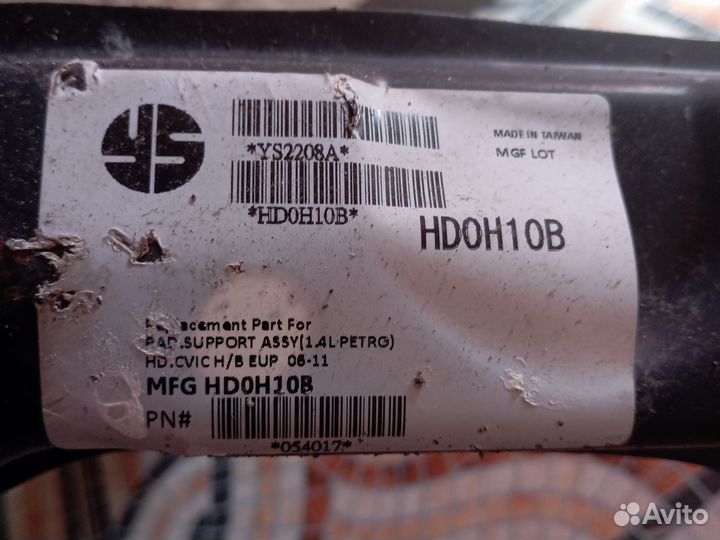 YS
*YS2208A*
*HD0H10B*
MADE IN TAIWAN
MGF LOT
HD0H10B
Replacement Part For
RAD.SUPPORT ASSY(1.4L PETRO)
HD.CVIC H/B EUP 06-11
MFG HD0H10B
PN#
*054017*
Avito